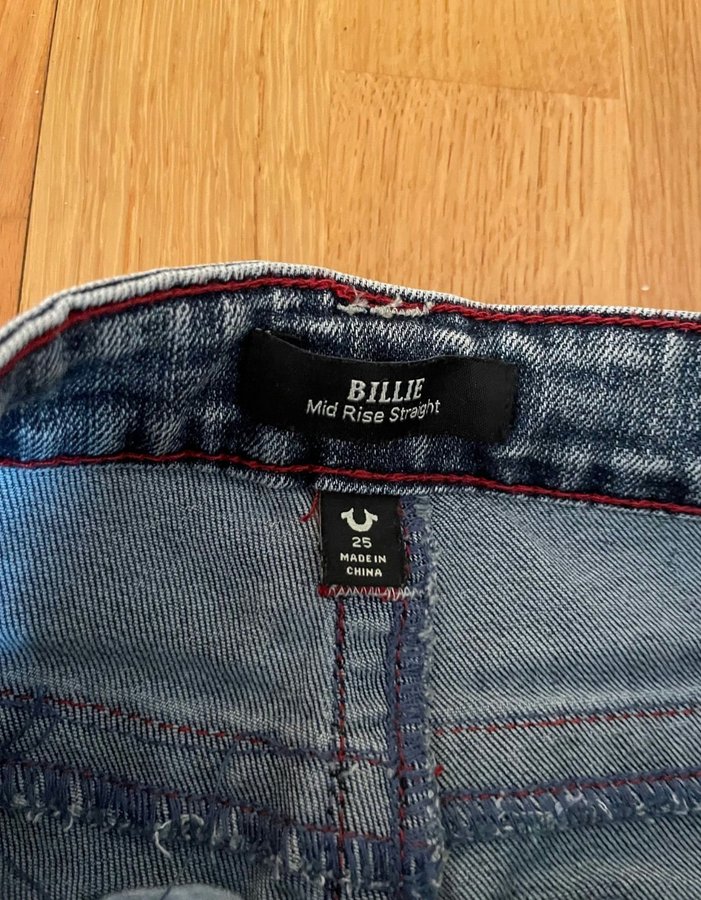 BILLIE
Mid Rise Straight
25
MADE IN
CHINA